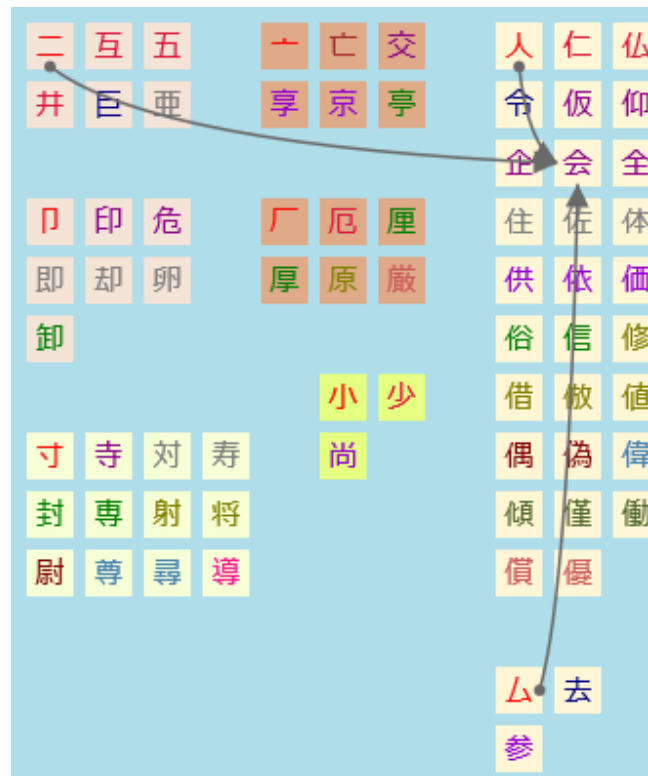 二 互 五 亠 亡 交 人 仁 仏
井 巨 亜 享 京 亭 令 仮 仰
企 会 全
卩 印 危 厂 厄 厘 住 佐 体
即 却 卵 厚 原 厳 供 依 価
卸 俗 信 修
小 少 借 倣 値
寸 寺 対 寿 尚 偶 偽 偉
封 専 射 将 傾 僅 働
尉 尊 尋 導 償 優
厶 去
参